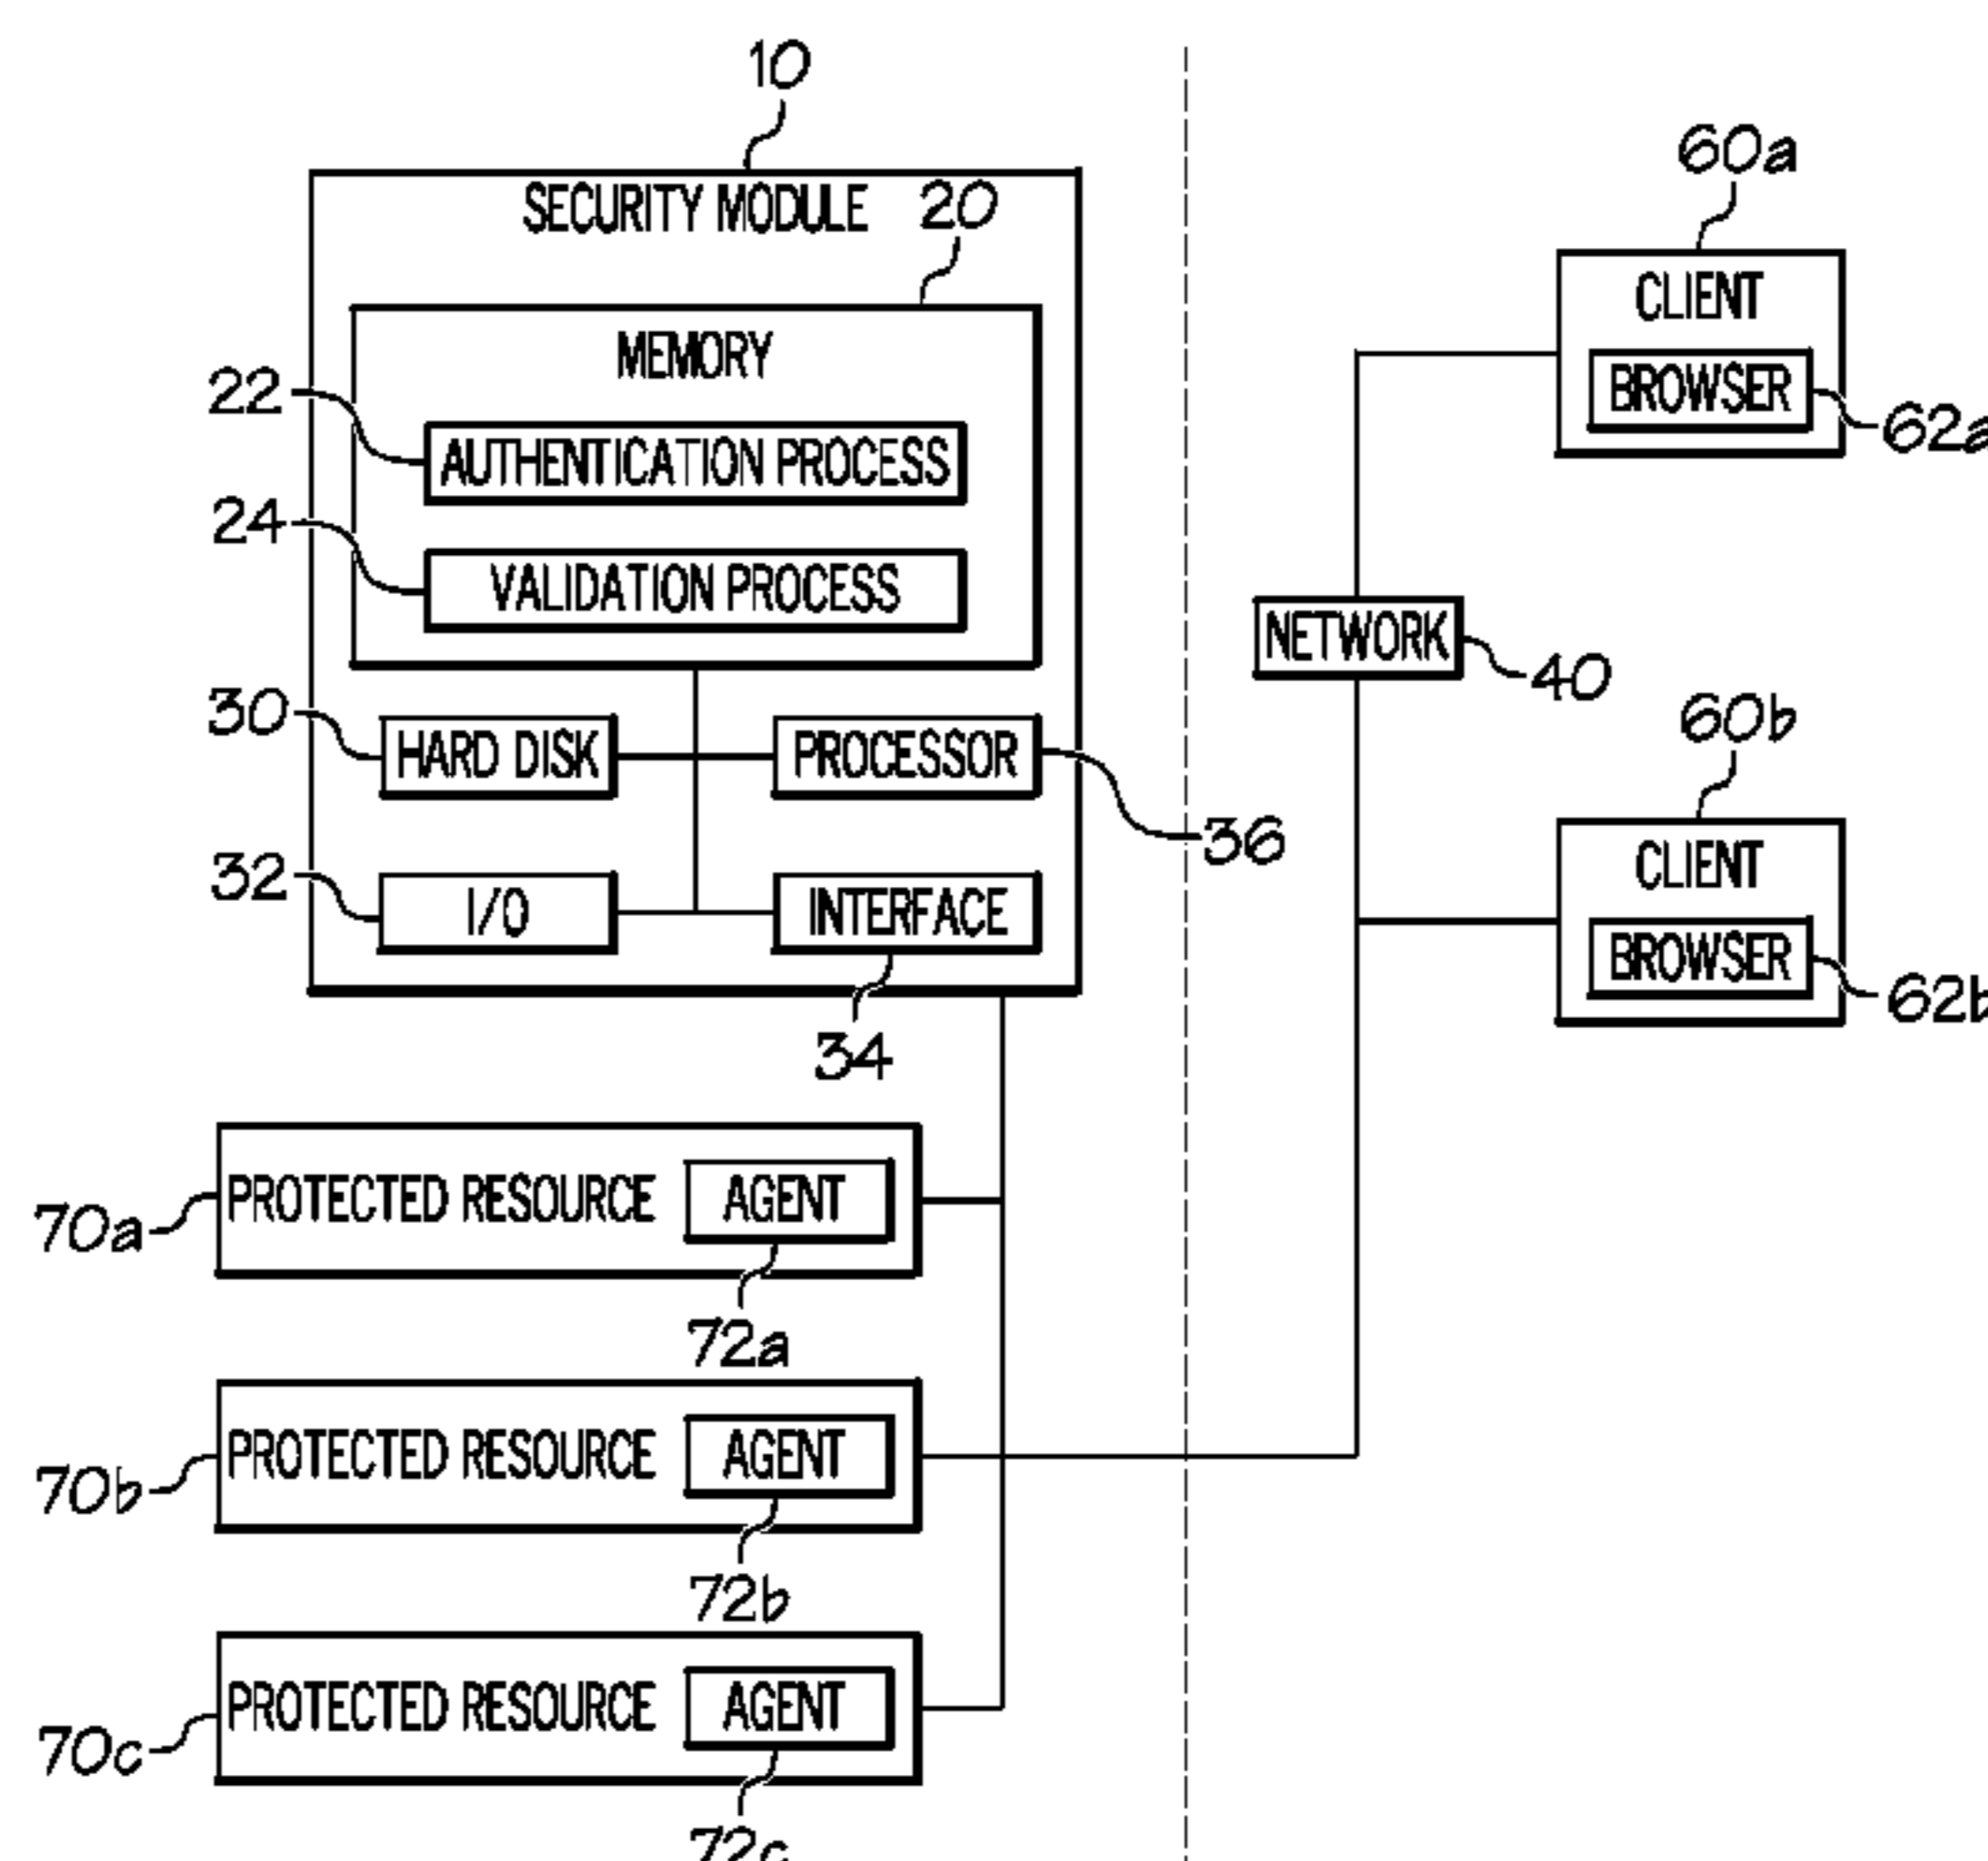 10
SECURITY MODULE
20
MEMORY
22
AUTHENTICATION PROCESS
24
VALIDATION PROCESS
30
HARD DISK
PROCESSOR
36
32
I/O
INTERFACE
34
70a
PROTECTED RESOURCE
AGENT
72a
70b
PROTECTED RESOURCE
AGENT
72b
70c
PROTECTED RESOURCE
AGENT
72c
60a
CLIENT
BROWSER
62a
NETWORK
40
60b
CLIENT
BROWSER
62b